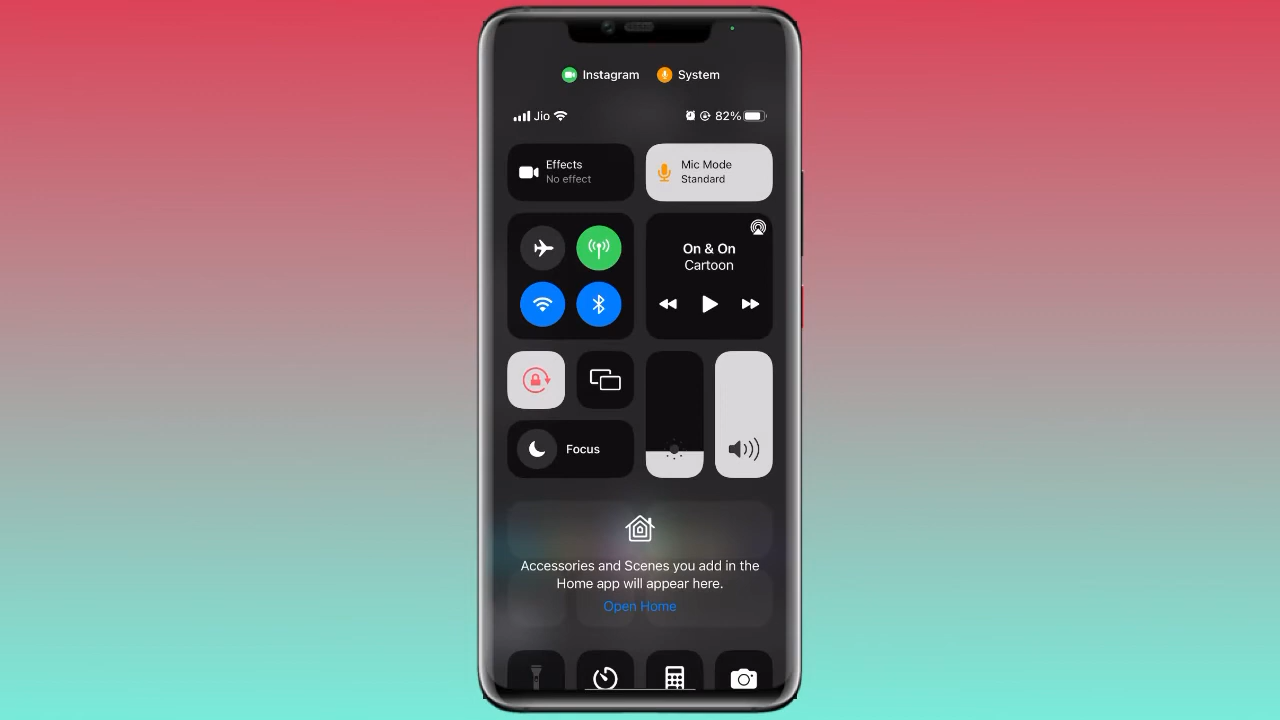 Instagram System
Jio 82%
Effects
No effect
Mic Mode
Standard
On & On
Cartoon
Focus
Accessories and Scenes you add in the
Home app will appear here.
Open Home